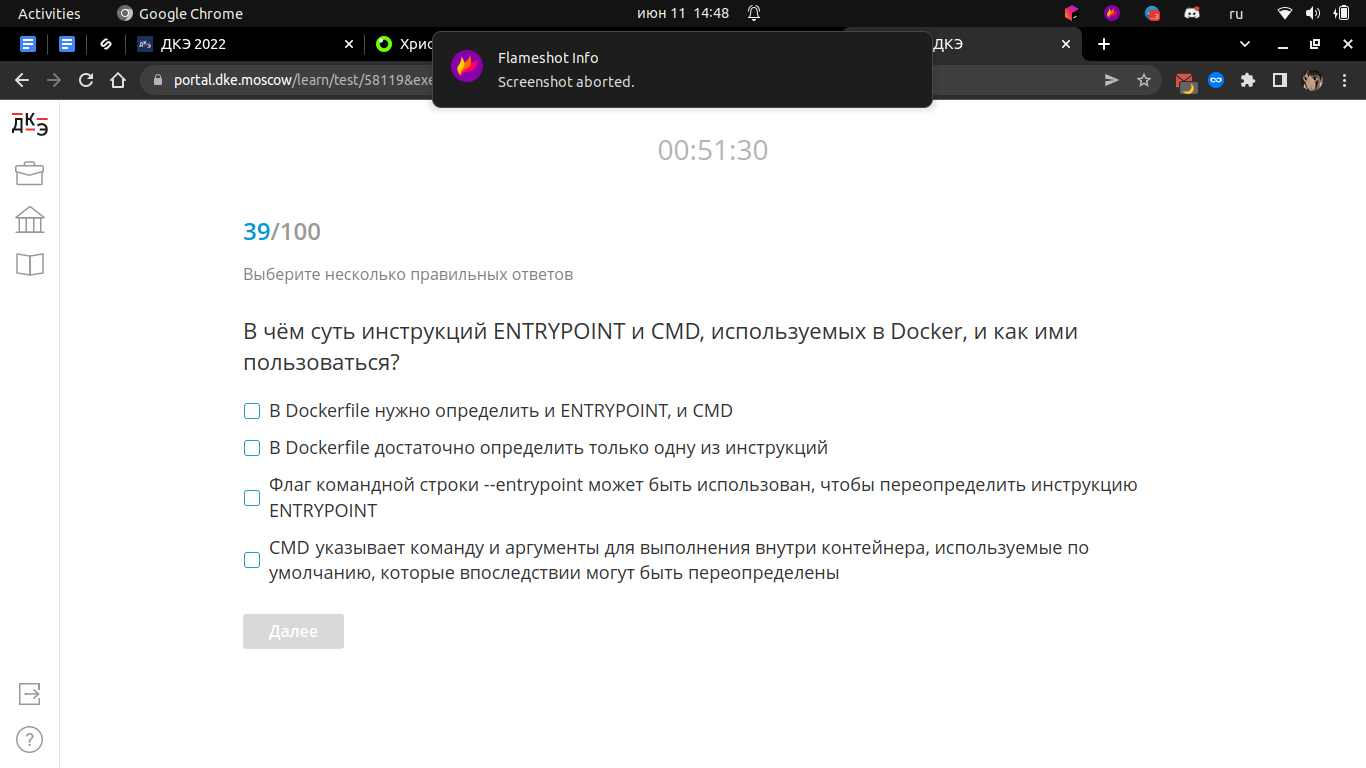 Activities
Google Chrome
июн 11 14:48
ru
ДКЭ 2022
Хрис
ДКЭ
Flameshot Info
Screenshot aborted.
portal.dke.moscow/learn/test/58119&exe
ДКЭ
00:51:30
39/100
Выберите несколько правильных ответов
В чём суть инструкций ENTRYPOINT и CMD, используемых в Docker, и как ими
пользоваться?
В Dockerfile нужно определить и ENTRYPOINT, и CMD
В Dockerfile достаточно определить только одну из инструкций
Флаг командной строки --entrypoint может быть использован, чтобы переопределить инструкцию
ENTRYPOINT
CMD указывает команду и аргументы для выполнения внутри контейнера, используемые по
умолчанию, которые впоследствии могут быть переопределены
Далее